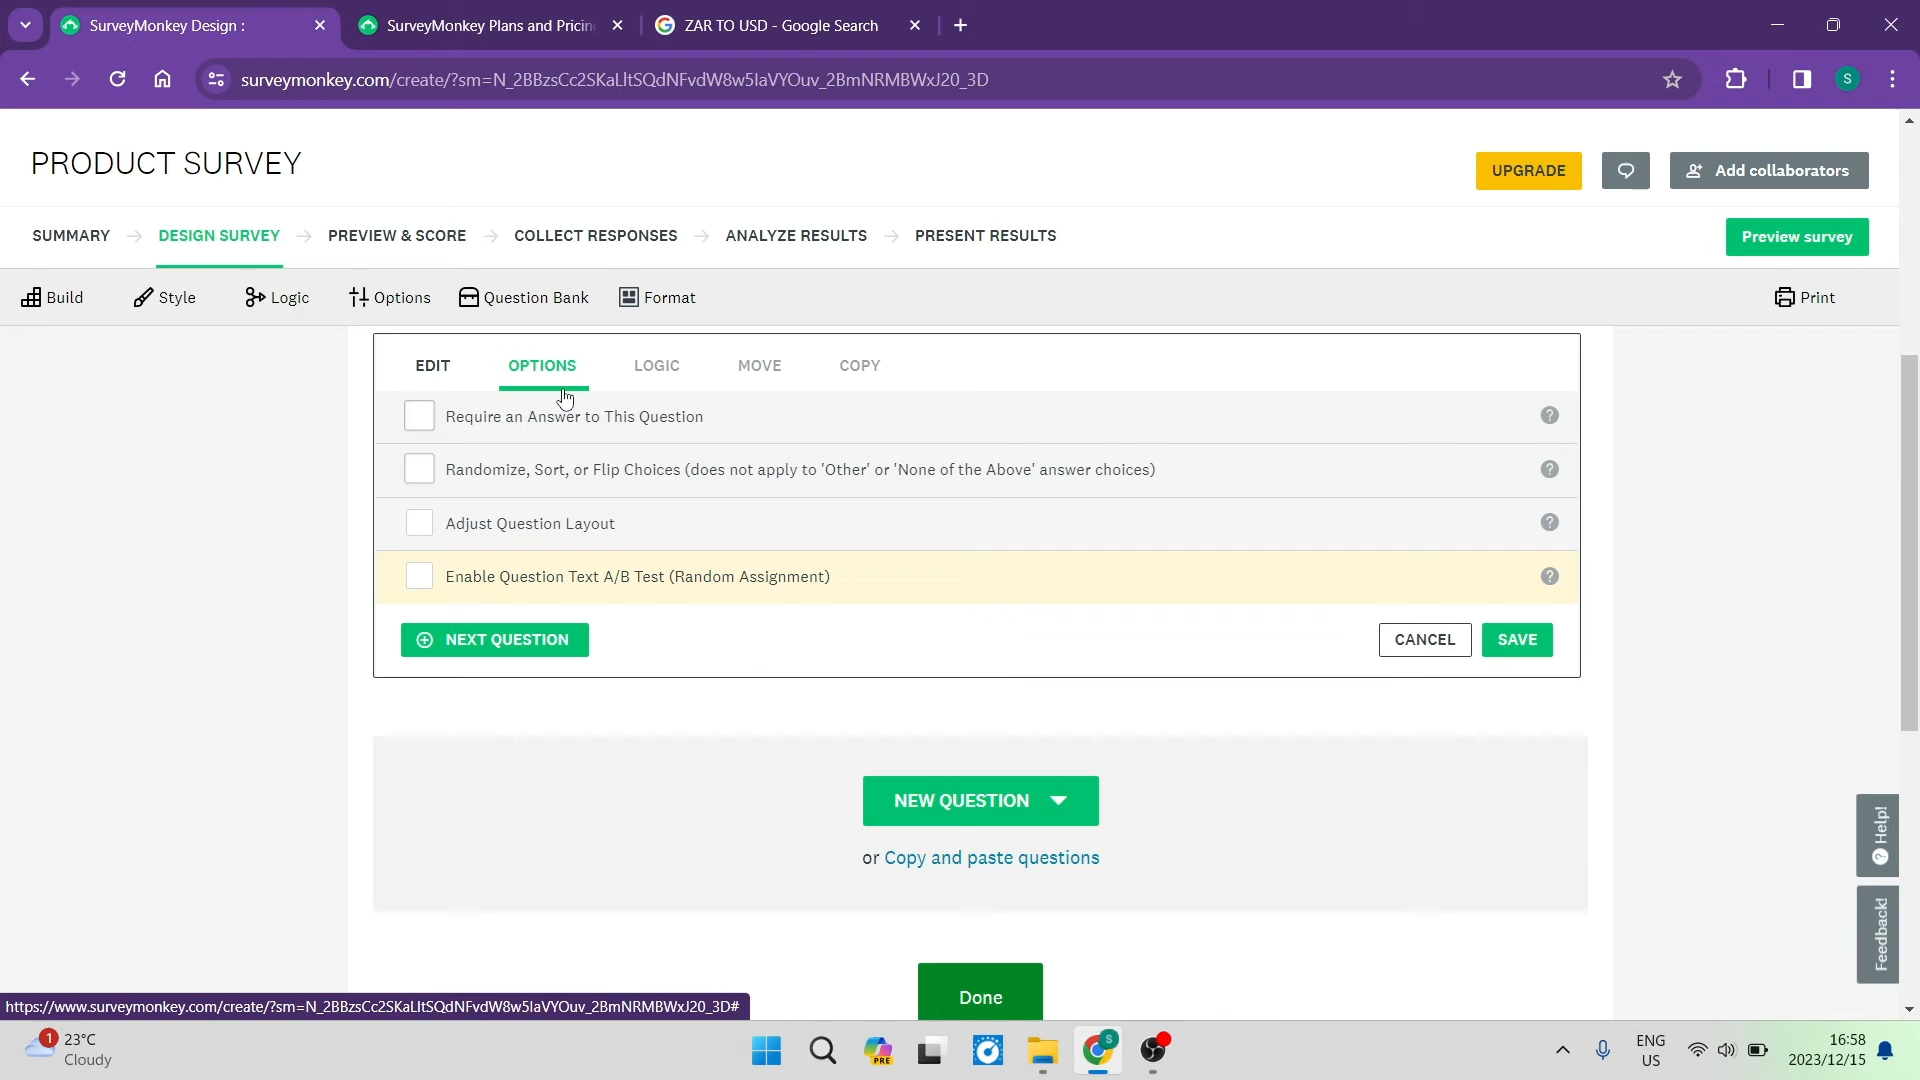 SurveyMonkey Design :
SurveyMonkey Plans and Pricin
ZAR TO USD - Google Search
surveymonkey.com/create/?sm=N_2BBzsCc2SKaLltSQdNFvdW8w5IaVYOuv_2BmNRMBWxJ20_3D
S
PRODUCT SURVEY
UPGRADE
Add collaborators
SUMMARY
DESIGN SURVEY
PREVIEW & SCORE
COLLECT RESPONSES
ANALYZE RESULTS
PRESENT RESULTS
Preview survey
Build
Style
Logic
Options
Question Bank
Format
Print
EDIT
OPTIONS
LOGIC
MOVE
COPY
Require an Answer to This Question
?
Randomize, Sort, or Flip Choices (does not apply to 'Other' or 'None of the Above' answer choices)
?
Adjust Question Layout
?
Enable Question Text A/B Test (Random Assignment)
?
NEXT QUESTION
CANCEL
SAVE
NEW QUESTION
or Copy and paste questions
? Help!
Feedback!
Done
https://www.surveymonkey.com/create/?sm=N_2BBzsCc2SKaLltSQdNFvdW8w5IaVYOuv_2BmNRMBWxJ20_3D#
1
23°C
Cloudy
PRE
S
ENG
US
16:58
2023/12/15